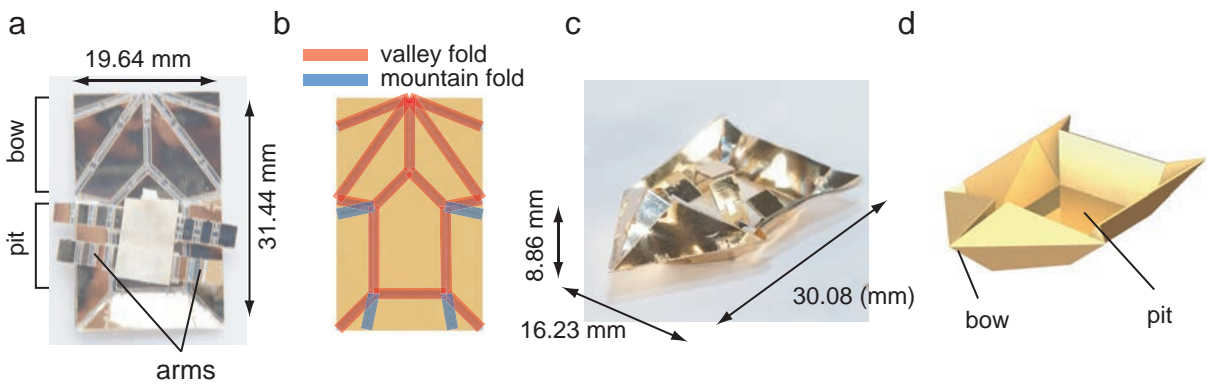 a
19.64 mm
bow
pit
31.44 mm
arms
b
valley fold
mountain fold
c
8.86 mm
16.23 mm
30.08 (mm)
d
bow
pit